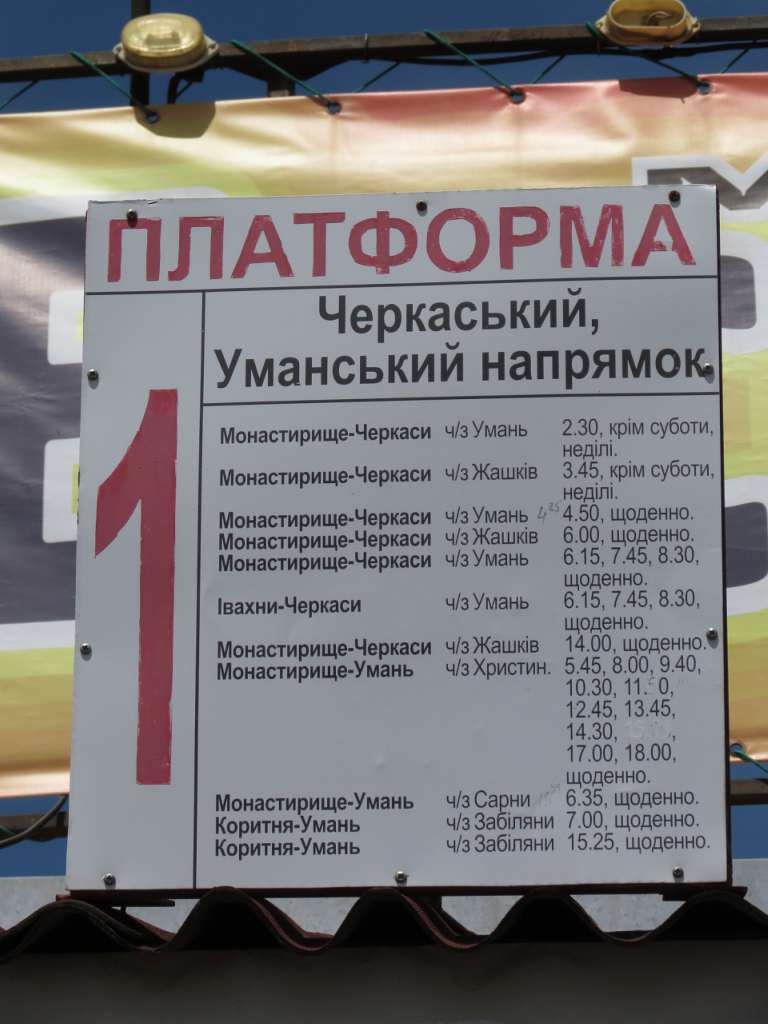 ПЛАТФОРМА
1
Черкаський,
Уманський напрямок
Монастирище-Черкаси ч/з Умань 2.30, крім суботи,
неділі.
Монастирище-Черкаси ч/з Жашків 3.45, крім суботи,
неділі.
Монастирище-Черкаси ч/з Умань 4.50, щоденно.
Монастирище-Черкаси ч/з Жашків 6.00, щоденно.
Монастирище-Черкаси ч/з Умань 6.15, 7.45, 8.30,
щоденно.
Івахни-Черкаси ч/з Умань 6.15, 7.45, 8.30,
щоденно.
Монастирище-Черкаси ч/з Жашків 14.00, щоденно.
Монастирище-Умань ч/з Христин. 5.45, 8.00, 9.40,
10.30,
12.45, 13.45,
14.30,
17.00, 18.00,
щоденно.
Монастирище-Умань ч/з Сарни 6.35, щоденно.
Коритня-Умань ч/з Забіляни 7.00, щоденно.
Коритня-Умань ч/з Забіляни 15.25, щоденно.